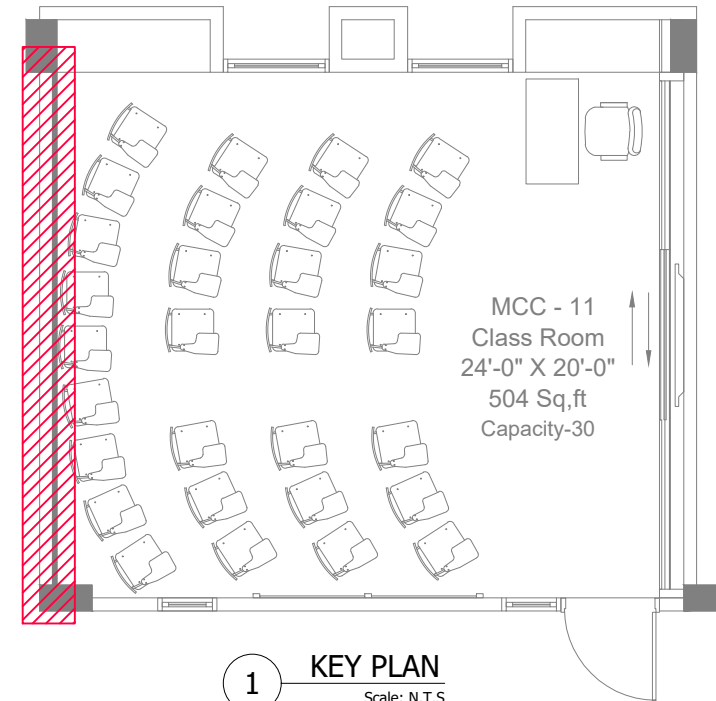 MCC - 11
Class Room
24'-0" X 20'-0"
504 Sq,ft
Capacity-30
1
KEY PLAN
Scale: N.T.S